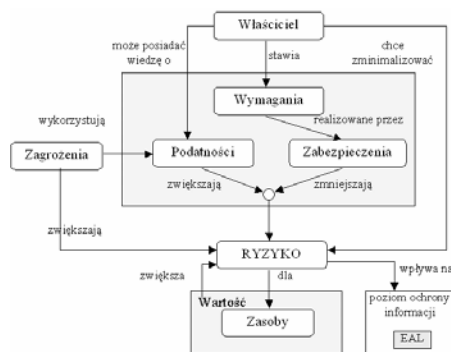 Właściciel
może posiadać
wiedzę o
stawia
chce
zminimalizować
Wymagania
wykorzystują
realizowane przez
Zagrożenia
Podatności
Zabezpieczenia
zwiększają
zmniejszają
zwiększają
RYZYKO
zwiększa
dla
wpływa na
Wartość
Zasoby
poziom ochrony
informacji
EAL